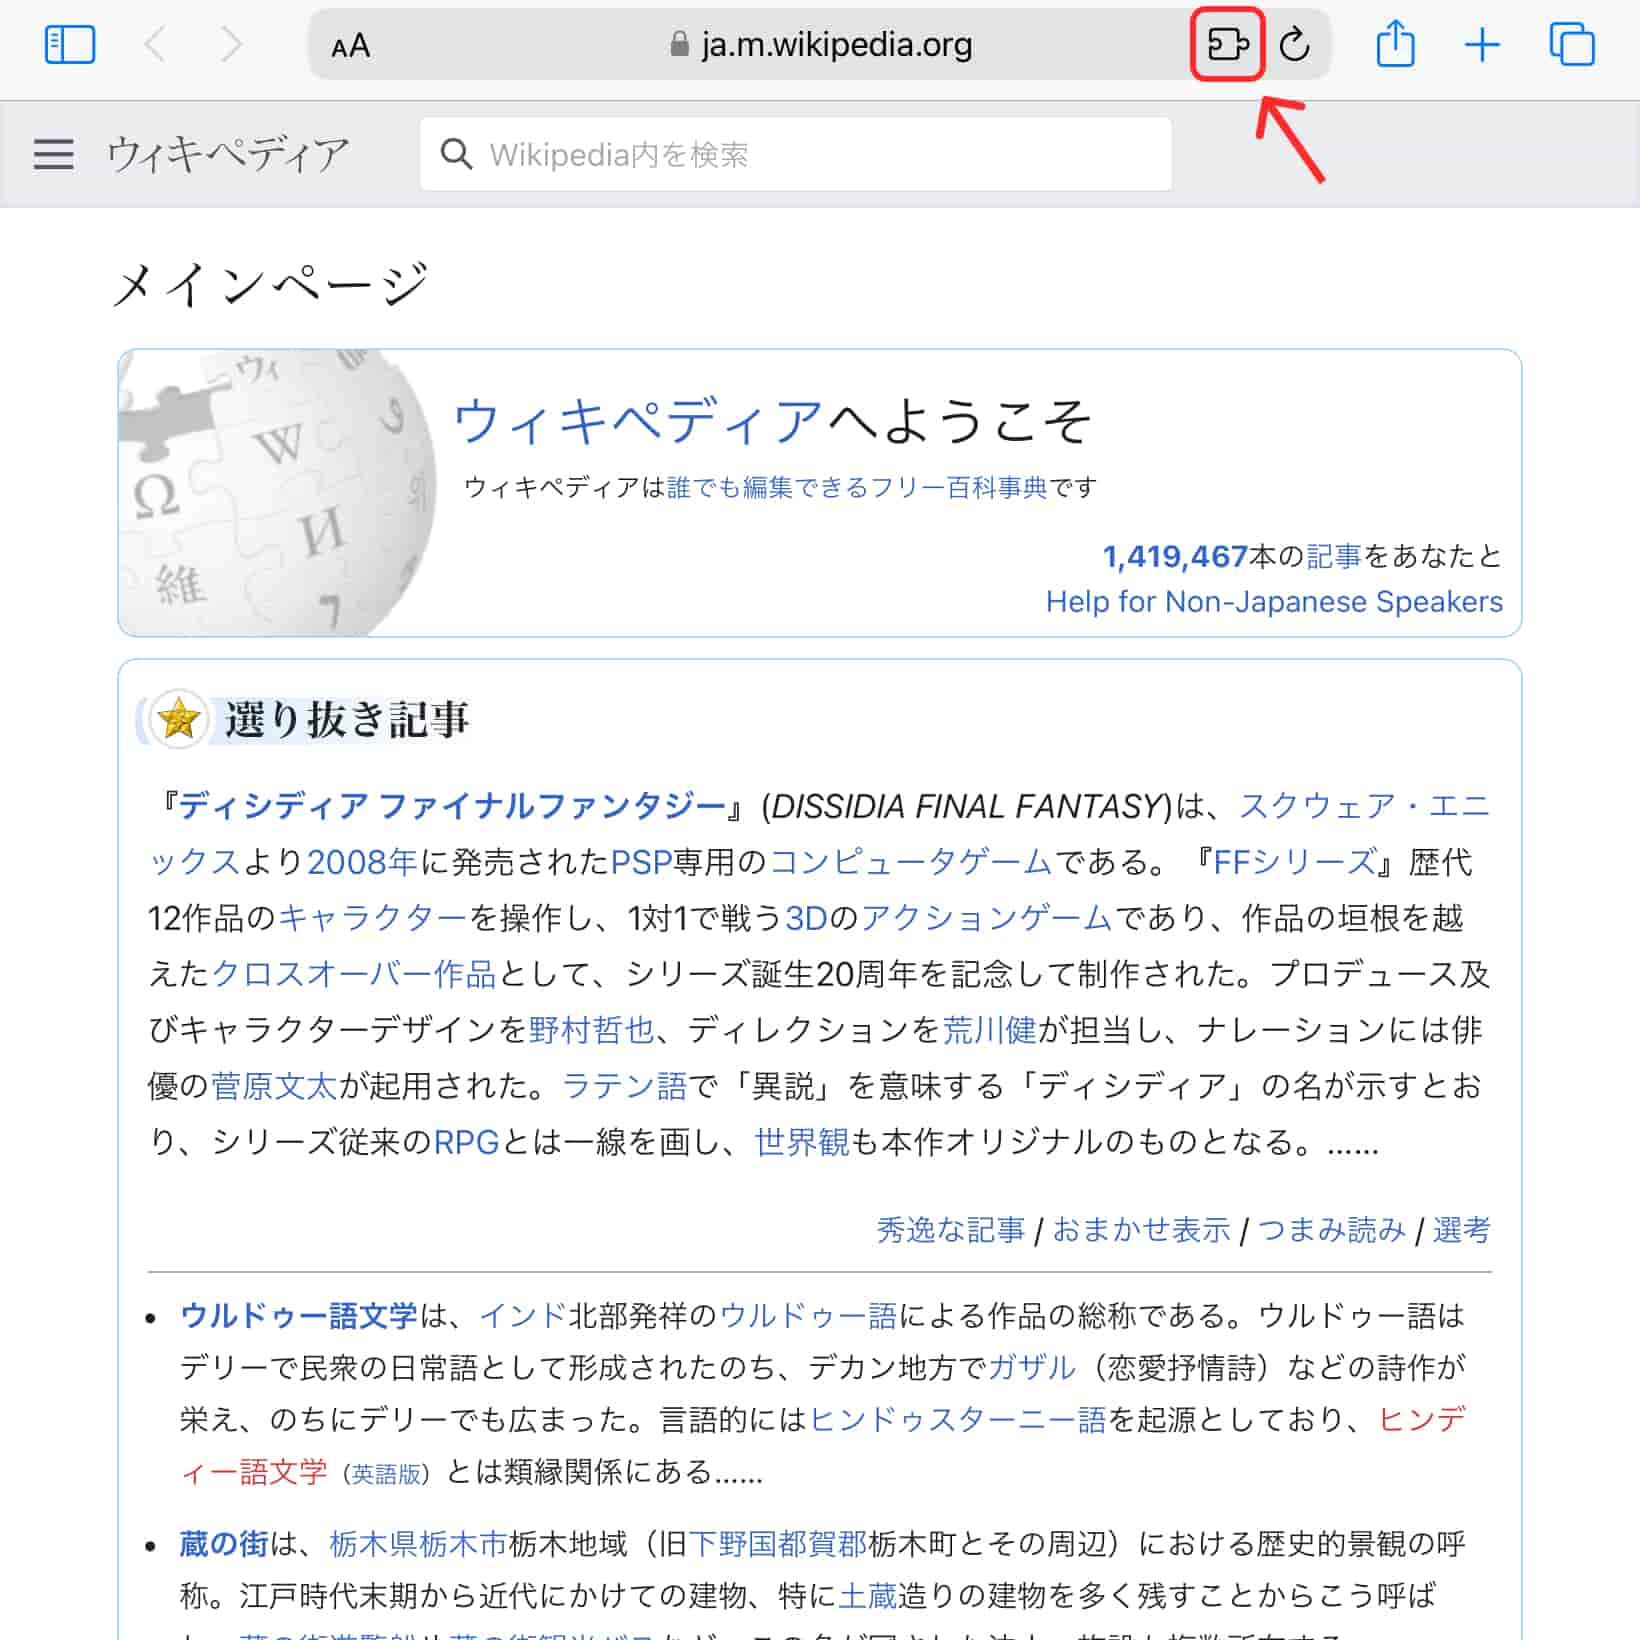 AA
ja.m.wikipedia.org
ウィキペディア
Wikipedia内を検索
メインページ
ウィキペディアへようこそ
ウィキペディアは誰でも編集できるフリー百科事典です
1,419,467本の記事をあなたと
Help for Non-Japanese Speakers
ウィ
W
Ω
И
維
選り抜き記事
『ディシディア ファイナルファンタジー』(DISSIDIA FINAL FANTASY)は、スクウェア・エニ
ックスより2008年に発売されたPSP専用のコンピュータゲームである。『FFシリーズ』歴代
12作品のキャラクターを操作し、1対1で戦う3Dのアクションゲームであり、作品の垣根を越
えたクロスオーバー作品として、シリーズ誕生20周年を記念して制作された。プロデュース及
びキャラクターデザインを野村哲也、ディレクションを荒川健が担当し、ナレーションには俳
優の菅原文太が起用された。ラテン語で「異説」を意味する「ディシディア」の名が示すとお
り、シリーズ従来のRPGとは一線を画し、世界観も本作オリジナルのものとなる。……
秀逸な記事 / おまかせ表示 / つまみ読み / 選考
• ウルドゥー語文学は、インド北部発祥のウルドゥー語による作品の総称である。ウルドゥー語は
デリーで民衆の日常語として形成されたのち、デカン地方でガザル（恋愛抒情詩）などの詩作が
栄え、のちにデリーでも広まった。言語的にはヒンドゥスターニー語を起源としており、ヒンデ
ィー語文学（英語版）とは類縁関係にある……
• 蔵の街は、栃木県栃木市栃木地域（旧下野国都賀郡栃木町とその周辺）における歴史的景観の呼
称。江戸時代末期から近代にかけての建物、特に土蔵造りの建物を多く残すことからこう呼ば